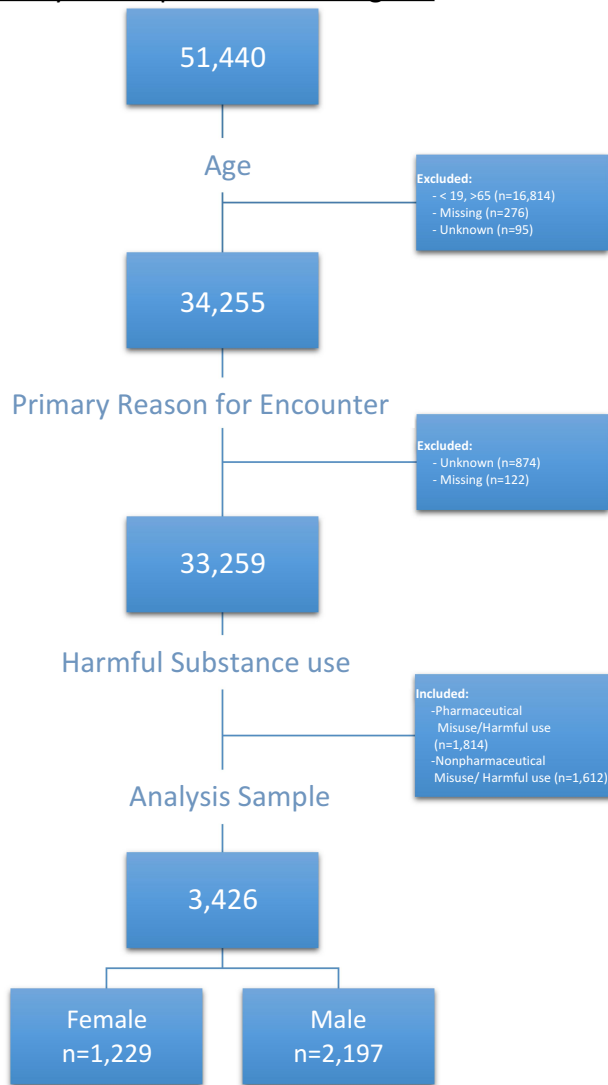 51,440
Age
Excluded:
- < 19, >65 (n=16,814)
- Missing (n=276)
- Unknown (n=95)
34,255
Primary Reason for Encounter
Excluded:
- Unknown (n=874)
- Missing (n=122)
33,259
Harmful Substance use
Included:
-Pharmaceutical
Misuse/Harmful use
(n=1,814)
-Nonpharmaceutical
Misuse/ Harmful use (n=1,612)
Analysis Sample
3,426
Female
n=1,229
Male
n=2,197